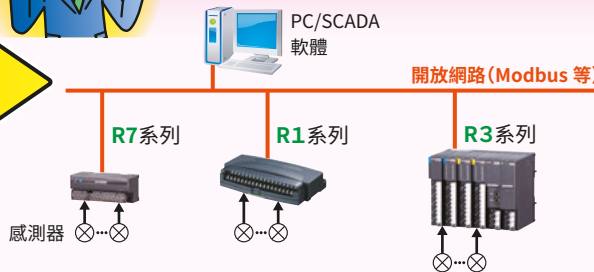 PC/SCADA
軟體
開放網路(Modbus 等)
R7系列
R1系列
R3系列
感測器